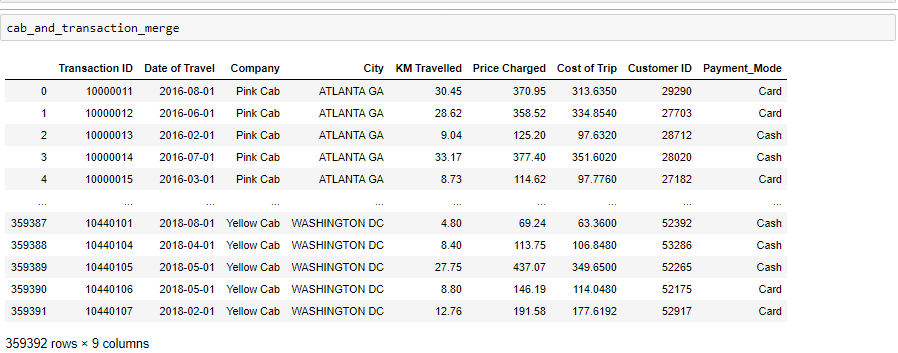 cab_and_transaction_merge
Transaction ID Date of Travel Company City KM Travelled Price Charged Cost of Trip Customer ID Payment_Mode
0 10000011 2016-08-01 Pink Cab ATLANTA GA 30.45 370.95 313.6350 29290 Card
1 10000012 2016-06-01 Pink Cab ATLANTA GA 28.62 358.52 334.8540 27703 Card
2 10000013 2016-02-01 Pink Cab ATLANTA GA 9.04 125.20 97.6320 28712 Cash
3 10000014 2016-07-01 Pink Cab ATLANTA GA 33.17 377.40 351.6020 28020 Cash
4 10000015 2016-03-01 Pink Cab ATLANTA GA 8.73 114.62 97.7760 27182 Card
... ... ... ... ... ... ... ... ... ...
359387 10440101 2018-08-01 Yellow Cab WASHINGTON DC 4.80 69.24 63.3600 52392 Cash
359388 10440104 2018-04-01 Yellow Cab WASHINGTON DC 8.40 113.75 106.8480 53286 Cash
359389 10440105 2018-05-01 Yellow Cab WASHINGTON DC 27.75 437.07 349.6500 52265 Cash
359390 10440106 2018-05-01 Yellow Cab WASHINGTON DC 8.80 146.19 114.0480 52175 Card
359391 10440107 2018-02-01 Yellow Cab WASHINGTON DC 12.76 191.58 177.6192 52917 Card
359392 rows × 9 columns